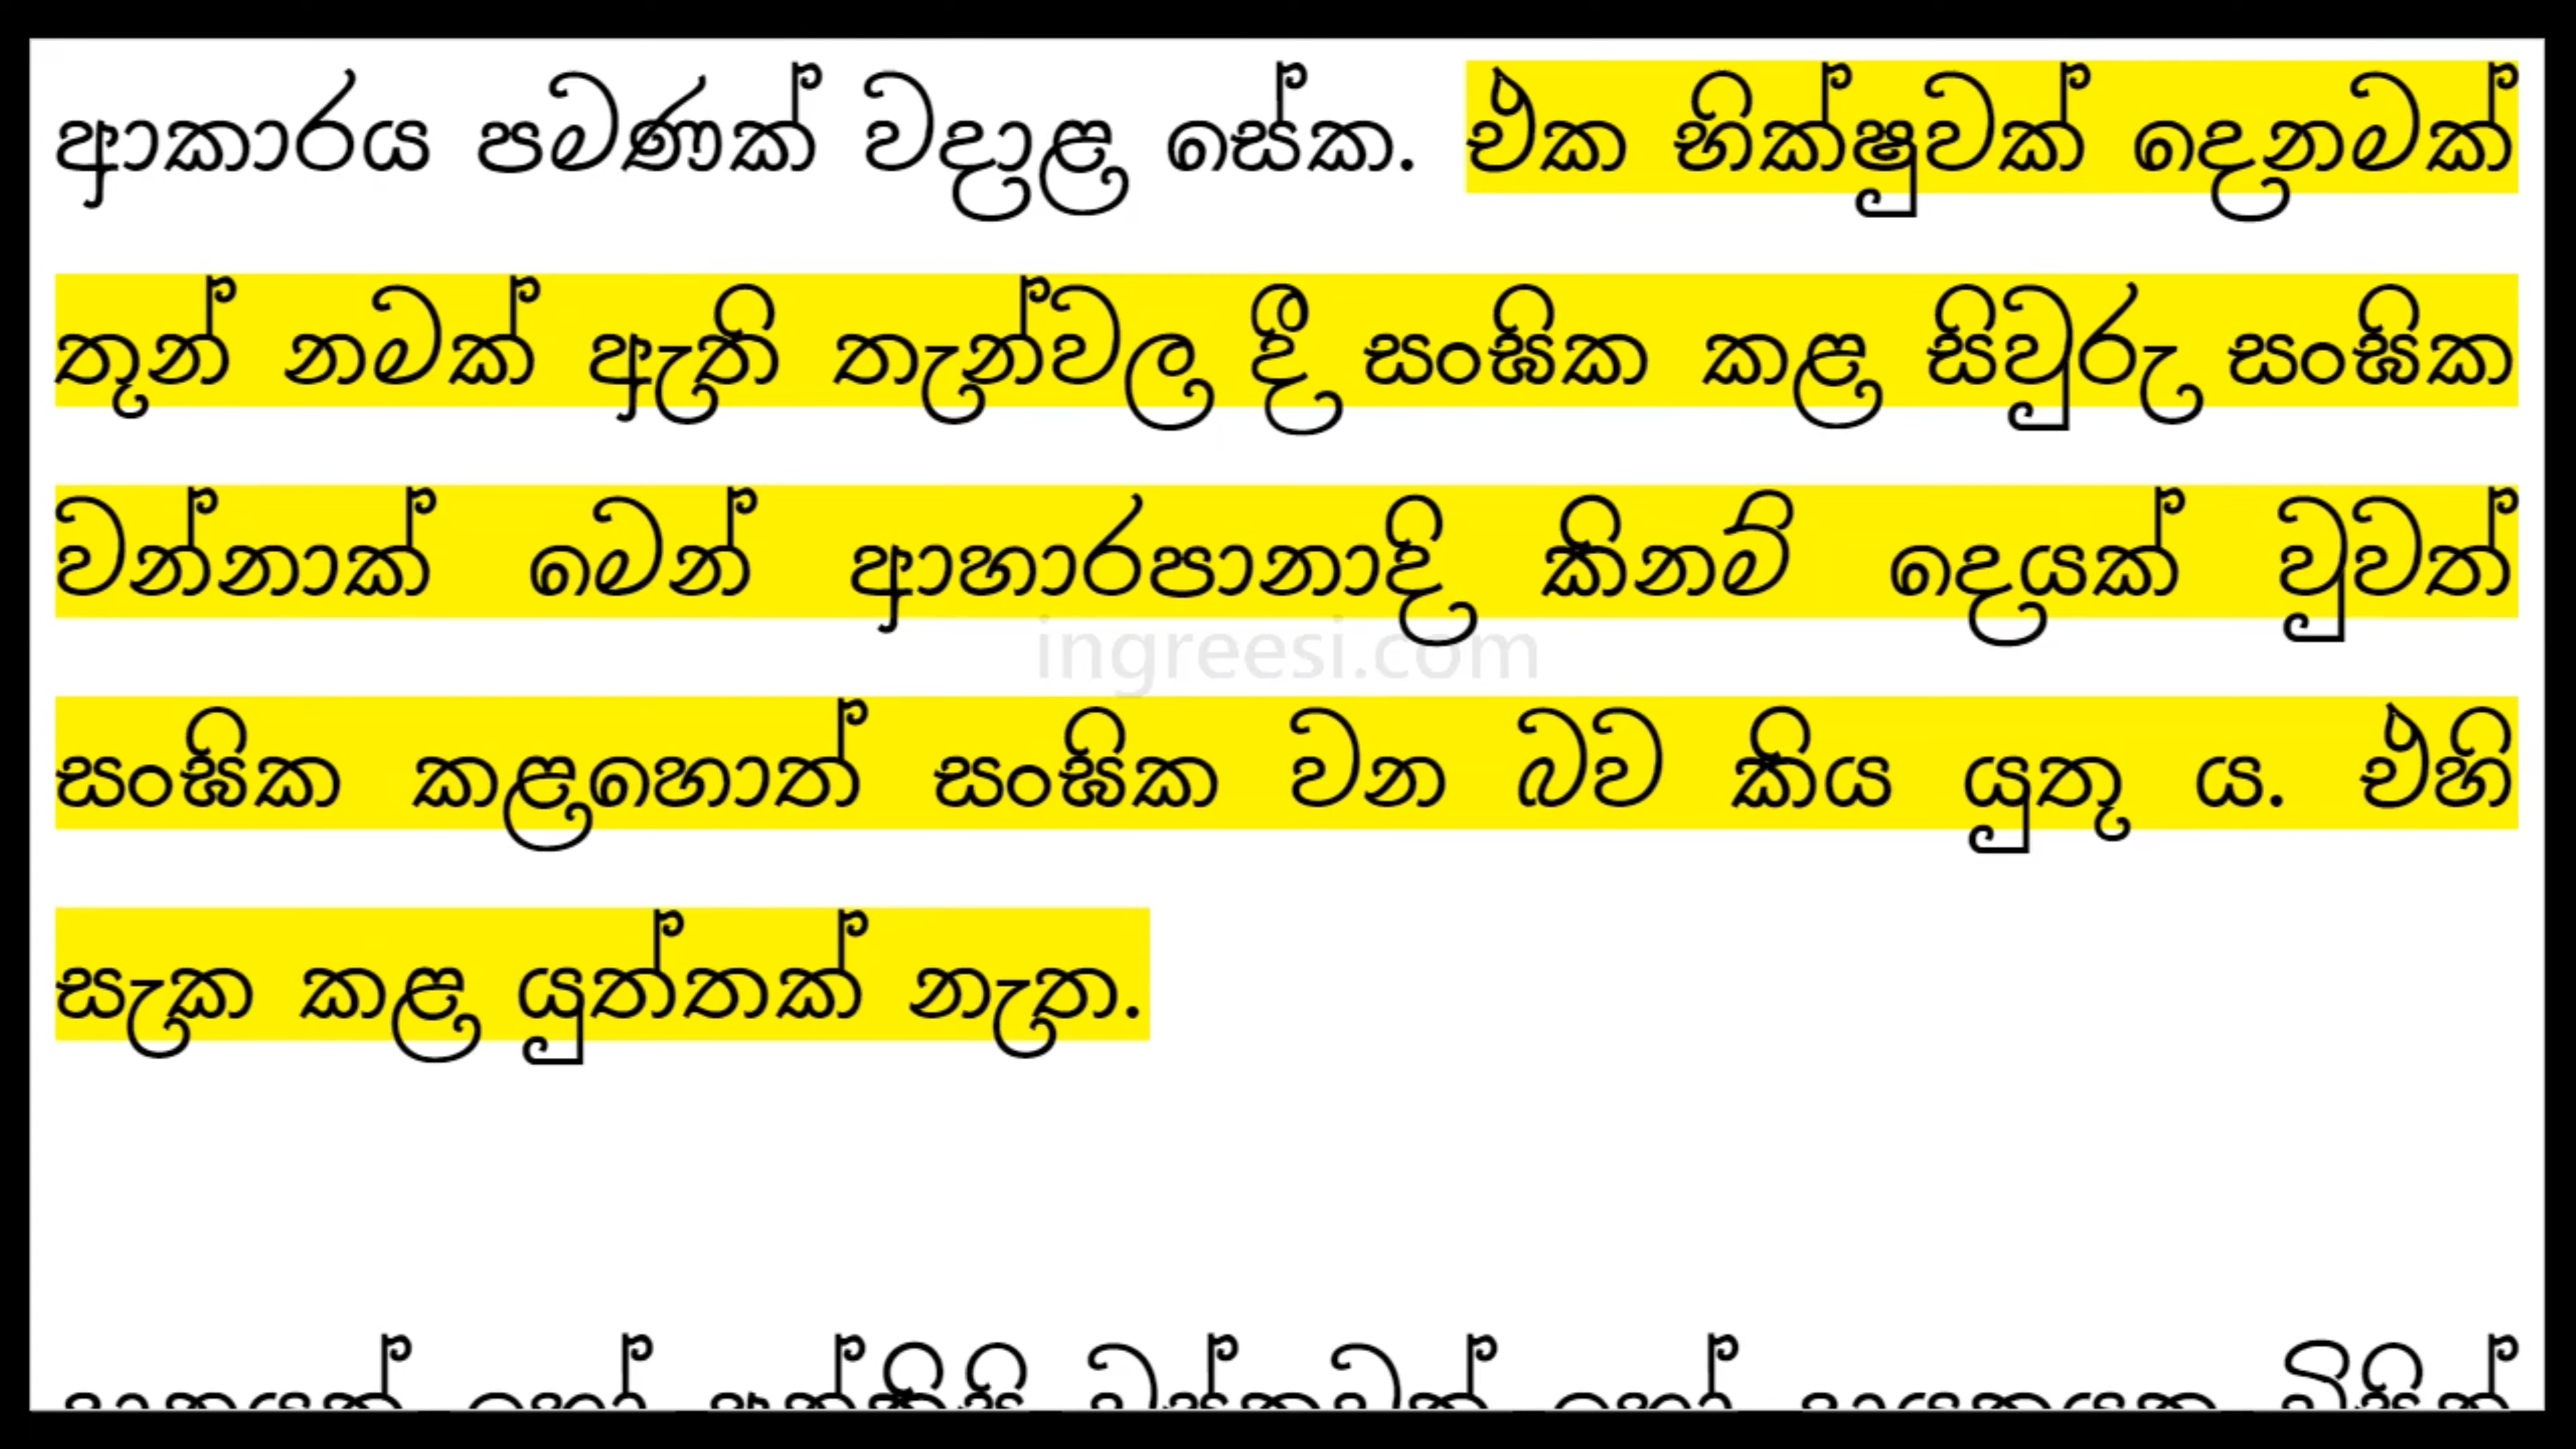 ආකාරය පමණක් වදාළ සේක. එක භික්ෂුවක් දෙනමක්
තුන් නමක් ඇති තැන්වල දී සංඝික කළ සිවුරු සංඝික
වන්නාක් මෙන් ආහාරපානාදි කිනම් දෙයක් වුවත්
ingreesi.com
සංඝික කළහොත් සංඝික වන බව කිය යුතු ය. එහි
සැක කළ යුත්තක් නැත.